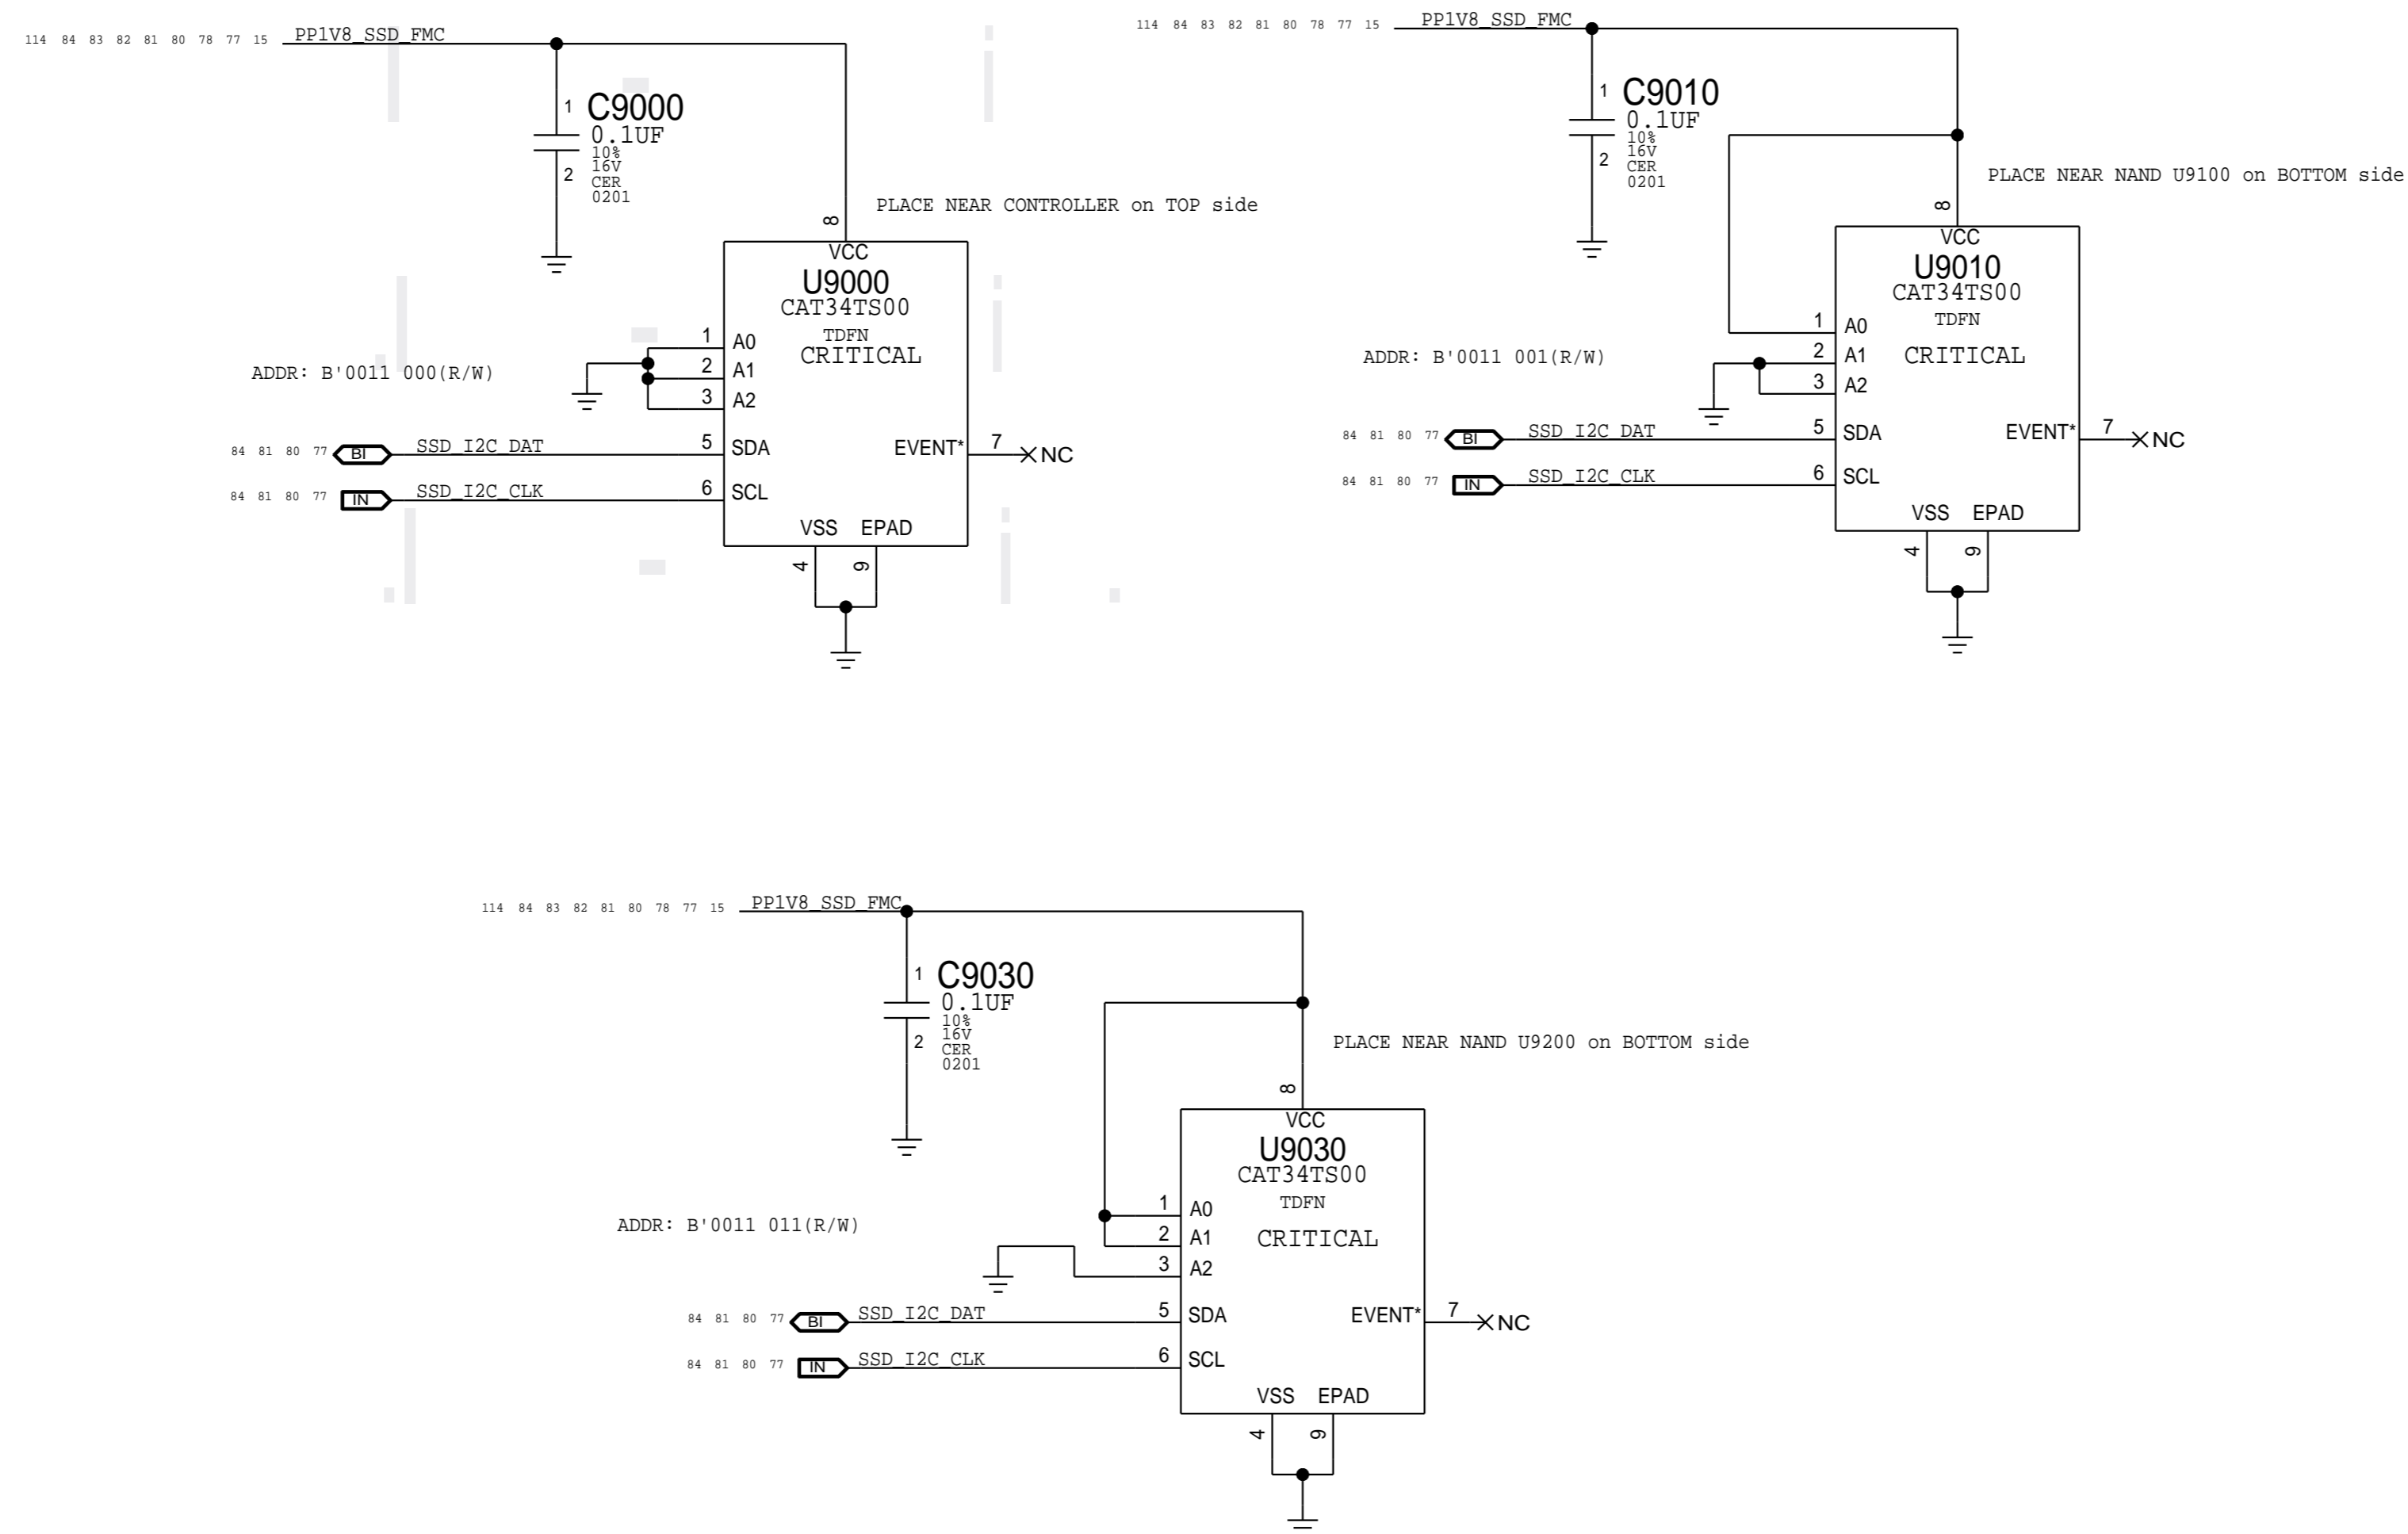 114 84 83 82 81 80 78 77 15 PP1V8_SSD_FMC
1 C9000
0.1UF
10%
16V
2 CER
0201
PLACE NEAR CONTROLLER on TOP side
8
VCC
U9000
CAT34TS00
TDFN
CRITICAL
1 A0
2 A1
3 A2
ADDR: B'0011 000(R/W)
84 81 80 77 BI SSD_I2C_DAT 5 SDA EVENT* 7 NC
84 81 80 77 IN SSD_I2C_CLK 6 SCL
VSS EPAD
4 9
114 84 83 82 81 80 78 77 15 PP1V8_SSD_FMC
1 C9010
0.1UF
10%
16V
2 CER
0201
PLACE NEAR NAND U9100 on BOTTOM side
8
VCC
U9010
CAT34TS00
TDFN
CRITICAL
1 A0
2 A1
3 A2
ADDR: B'0011 001(R/W)
84 81 80 77 BI SSD_I2C_DAT 5 SDA EVENT* 7 NC
84 81 80 77 IN SSD_I2C_CLK 6 SCL
VSS EPAD
4 9
114 84 83 82 81 80 78 77 15 PP1V8_SSD_FMC
1 C9030
0.1UF
10%
16V
2 CER
0201
PLACE NEAR NAND U9200 on BOTTOM side
8
VCC
U9030
CAT34TS00
TDFN
CRITICAL
1 A0
2 A1
3 A2
ADDR: B'0011 011(R/W)
84 81 80 77 BI SSD_I2C_DAT 5 SDA EVENT* 7 NC
84 81 80 77 IN SSD_I2C_CLK 6 SCL
VSS EPAD
4 9